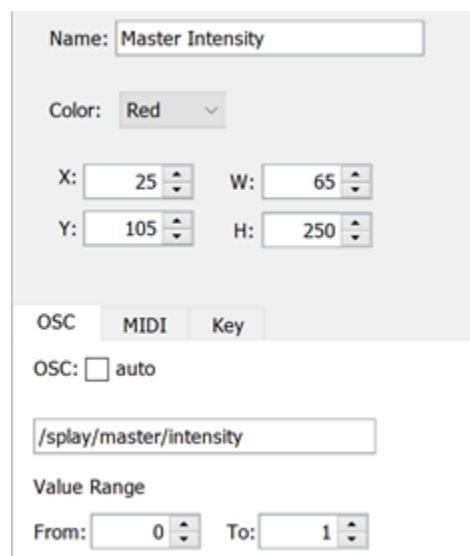 Name: Master Intensity
Color: Red
X: 25 W: 65
Y: 105 H: 250
OSC MIDI Key
OSC: auto
/splay/master/intensity
Value Range
From: 0 To: 1